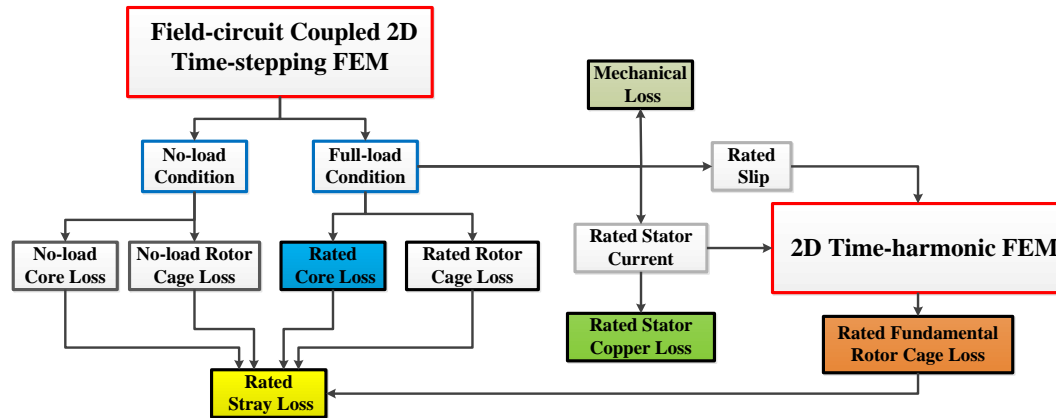 Field-circuit Coupled 2D
Time-stepping FEM
Mechanical
Loss
No-load
Condition
Full-load
Condition
Rated
Slip
No-load
Core Loss
No-load Rotor
Cage Loss
Rated
Core Loss
Rated Rotor
Cage Loss
Rated Stator
Current
2D Time-harmonic FEM
Rated Stator
Copper Loss
Rated Fundamental
Rotor Cage Loss
Rated
Stray Loss